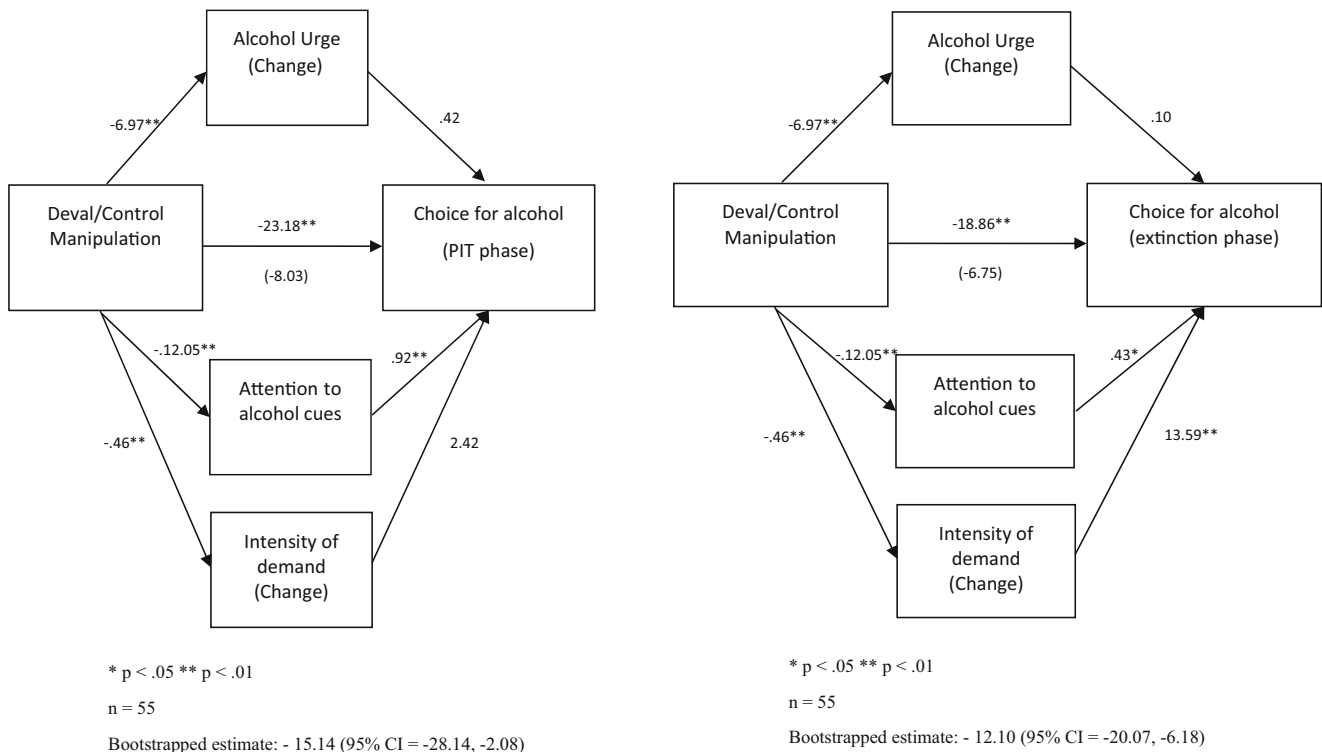 Alcohol Urge
(Change)
-6.97**
.42
Deval/Control
Manipulation
-23.18**
(-8.03)
Choice for alcohol
(PIT phase)
-.12.05**
.92**
Attention to
alcohol cues
-.46**
2.42
Intensity of
demand
(Change)
* p < .05 ** p < .01
n = 55
Bootstrapped estimate: - 15.14 (95% CI = -28.14, -2.08)
Alcohol Urge
(Change)
-6.97**
.10
Deval/Control
Manipulation
-18.86**
(-6.75)
Choice for alcohol
(extinction phase)
-.12.05**
.43*
Attention to
alcohol cues
-.46**
13.59**
Intensity of
demand
(Change)
* p < .05 ** p < .01
n = 55
Bootstrapped estimate: - 12.10 (95% CI = -20.07, -6.18)